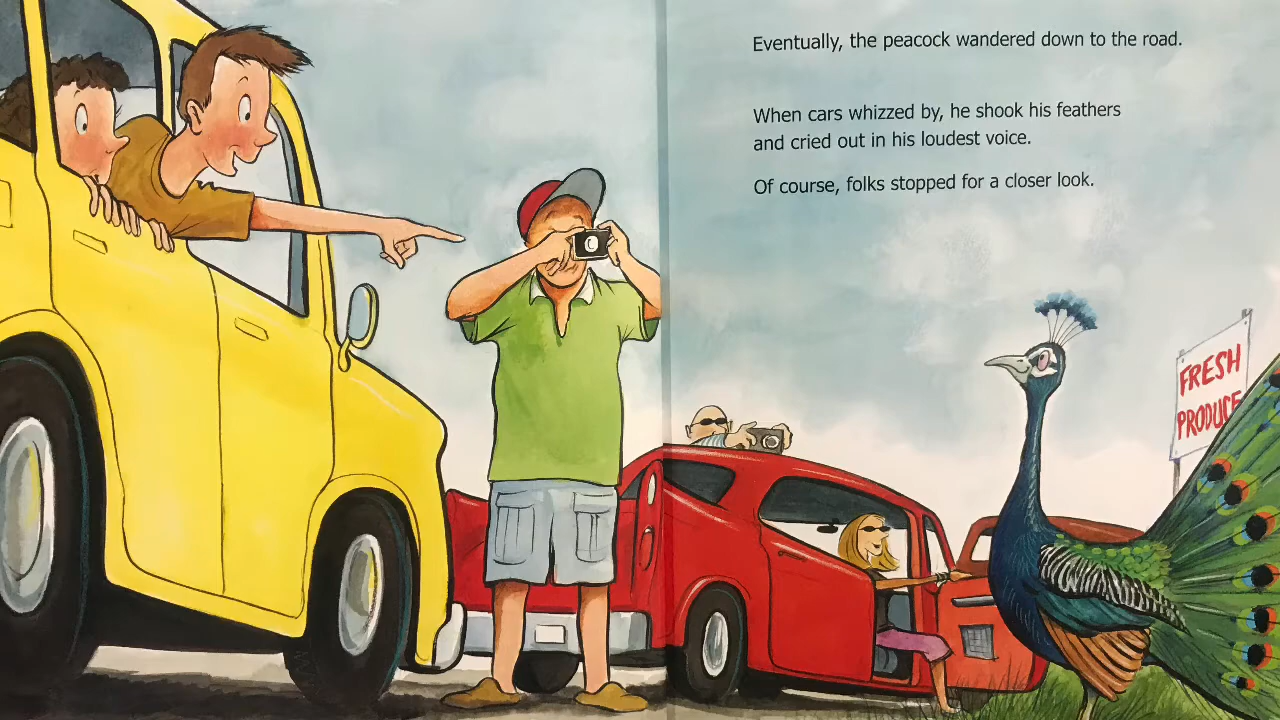 Eventually, the peacock wandered down to the road.
When cars whizzed by, he shook his feathers
and cried out in his loudest voice.
Of course, folks stopped for a closer look.
FRESH
PRODUCE